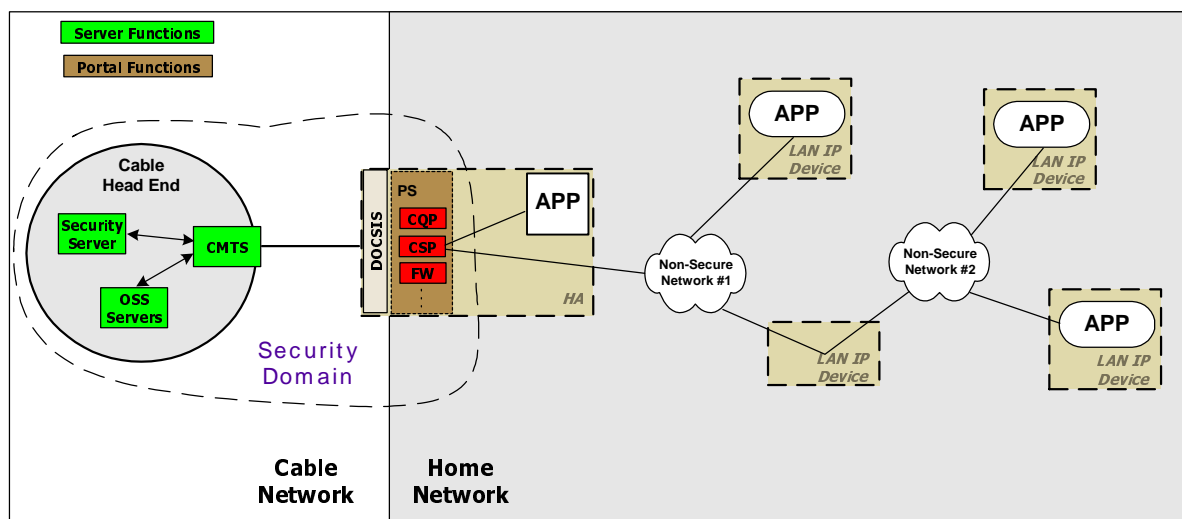 Server Functions
Portal Functions
Cable
Head End
Security
Server
CMTS
OSS
Servers
Security
Domain
DOCSIS
PS
CQP
CSP
FW
APP
HA
Non-Secure
Network #1
APP
LAN IP
Device
LAN IP
Device
Non-Secure
Network #2
APP
LAN IP
Device
APP
LAN IP
Device
Cable
Network
Home
Network